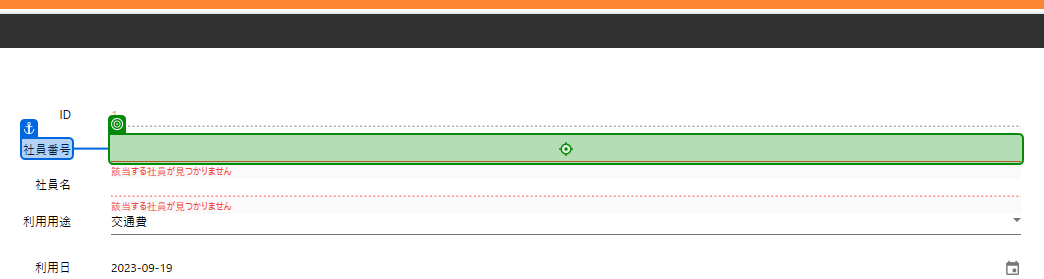 ID
社員番号
該当する社員が見つかりません
社員名
該当する社員が見つかりません
利用用途 交通費
利用日 2023-09-19